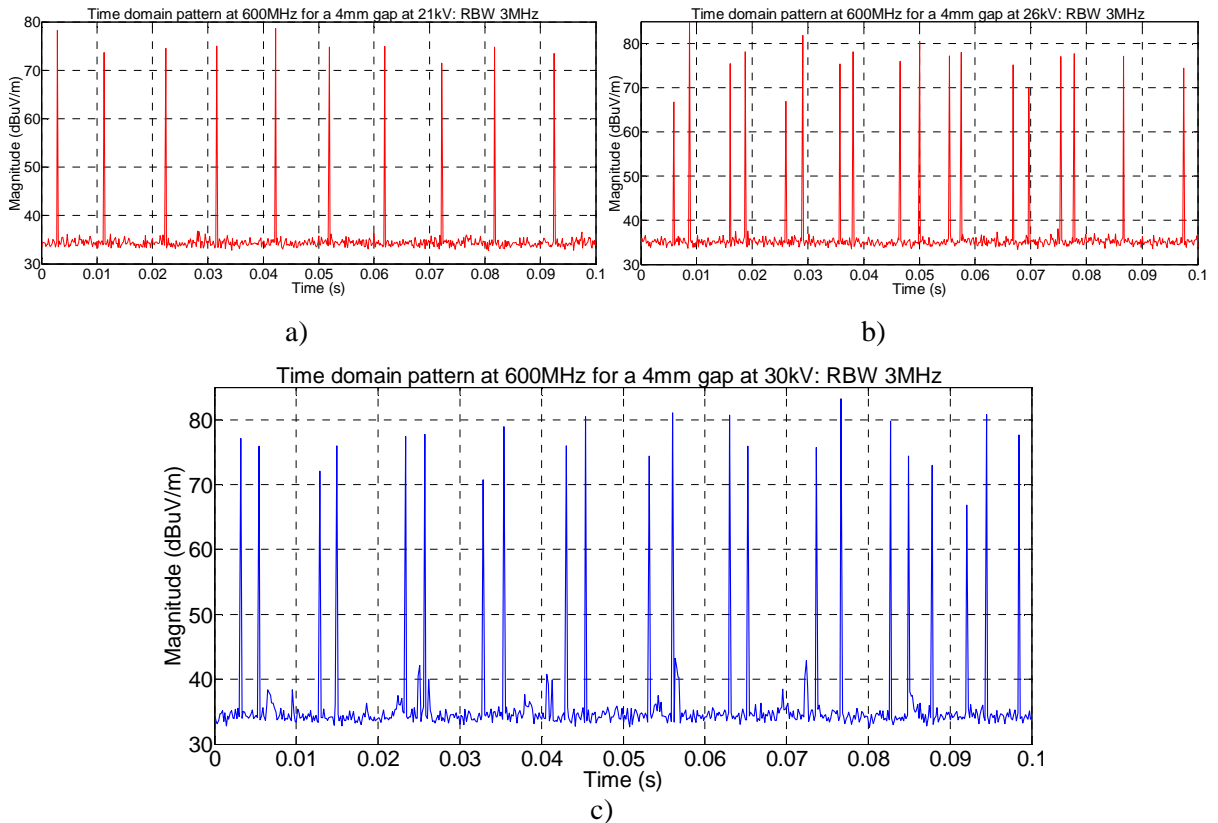 Time domain pattern at 600MHz for a 4mm gap at 21kV: RBW 3MHz
80
70
60
50
40
30
Magnitude (dBuV/m)
0 0.01 0.02 0.03 0.04 0.05 0.06 0.07 0.08 0.09 0.1
Time (s)
a)
Time domain pattern at 600MHz for a 4mm gap at 26kV: RBW 3MHz
80
70
60
50
40
30
Magnitude (dBuV/m)
0 0.01 0.02 0.03 0.04 0.05 0.06 0.07 0.08 0.09 0.1
Time (s)
b)
Time domain pattern at 600MHz for a 4mm gap at 30kV: RBW 3MHz
80
70
60
50
40
30
Magnitude (dBuV/m)
0 0.01 0.02 0.03 0.04 0.05 0.06 0.07 0.08 0.09 0.1
Time (s)
c)